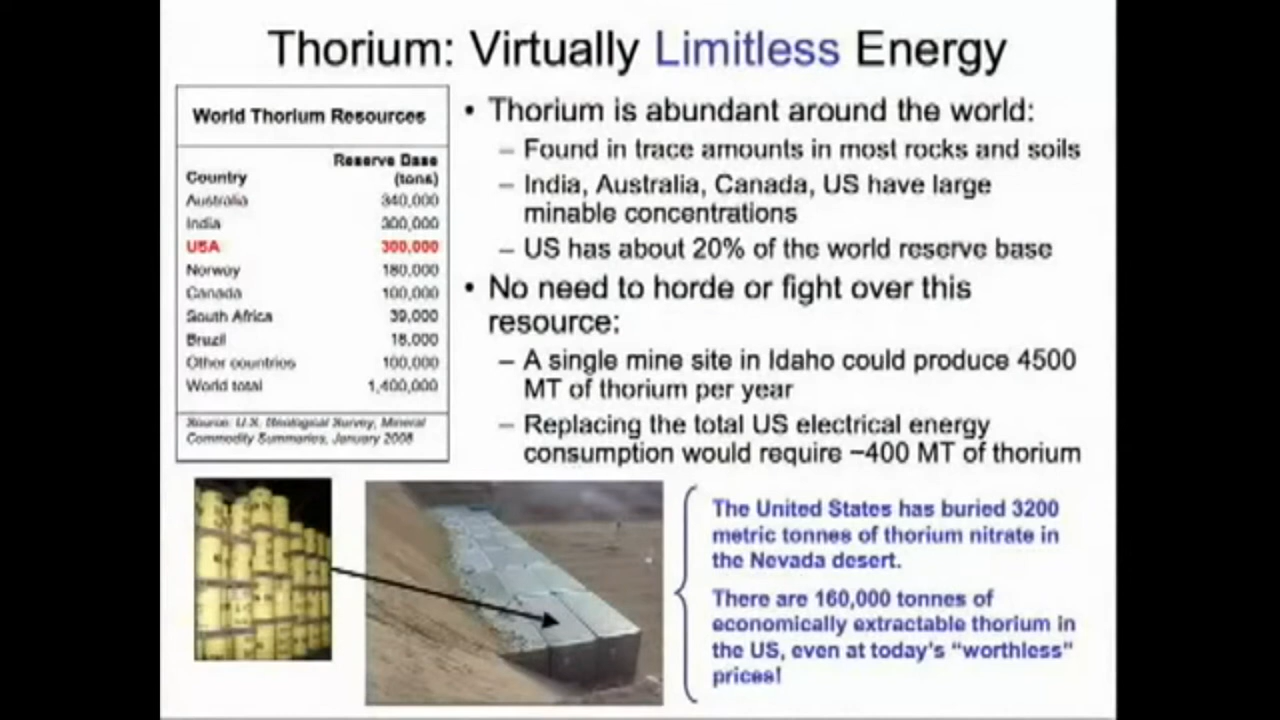 Thorium: Virtually Limitless Energy
World Thorium Resources
Reserve Base
Country (tons)
Australia 340,000
India 300,000
USA 300,000
Norway 180,000
Canada 100,000
South Africa 39,000
Brazil 18,000
Other countries 100,000
World total 1,400,000
Source: U.S. Geological Survey, Mineral
Commodity Summaries, January 2008
• Thorium is abundant around the world:
– Found in trace amounts in most rocks and soils
– India, Australia, Canada, US have large
minable concentrations
– US has about 20% of the world reserve base
• No need to horde or fight over this
resource:
– A single mine site in Idaho could produce 4500
MT of thorium per year
– Replacing the total US electrical energy
consumption would require ~400 MT of thorium
The United States has buried 3200
metric tonnes of thorium nitrate in
the Nevada desert.
There are 160,000 tonnes of
economically extractable thorium in
the US, even at today's "worthless"
prices!